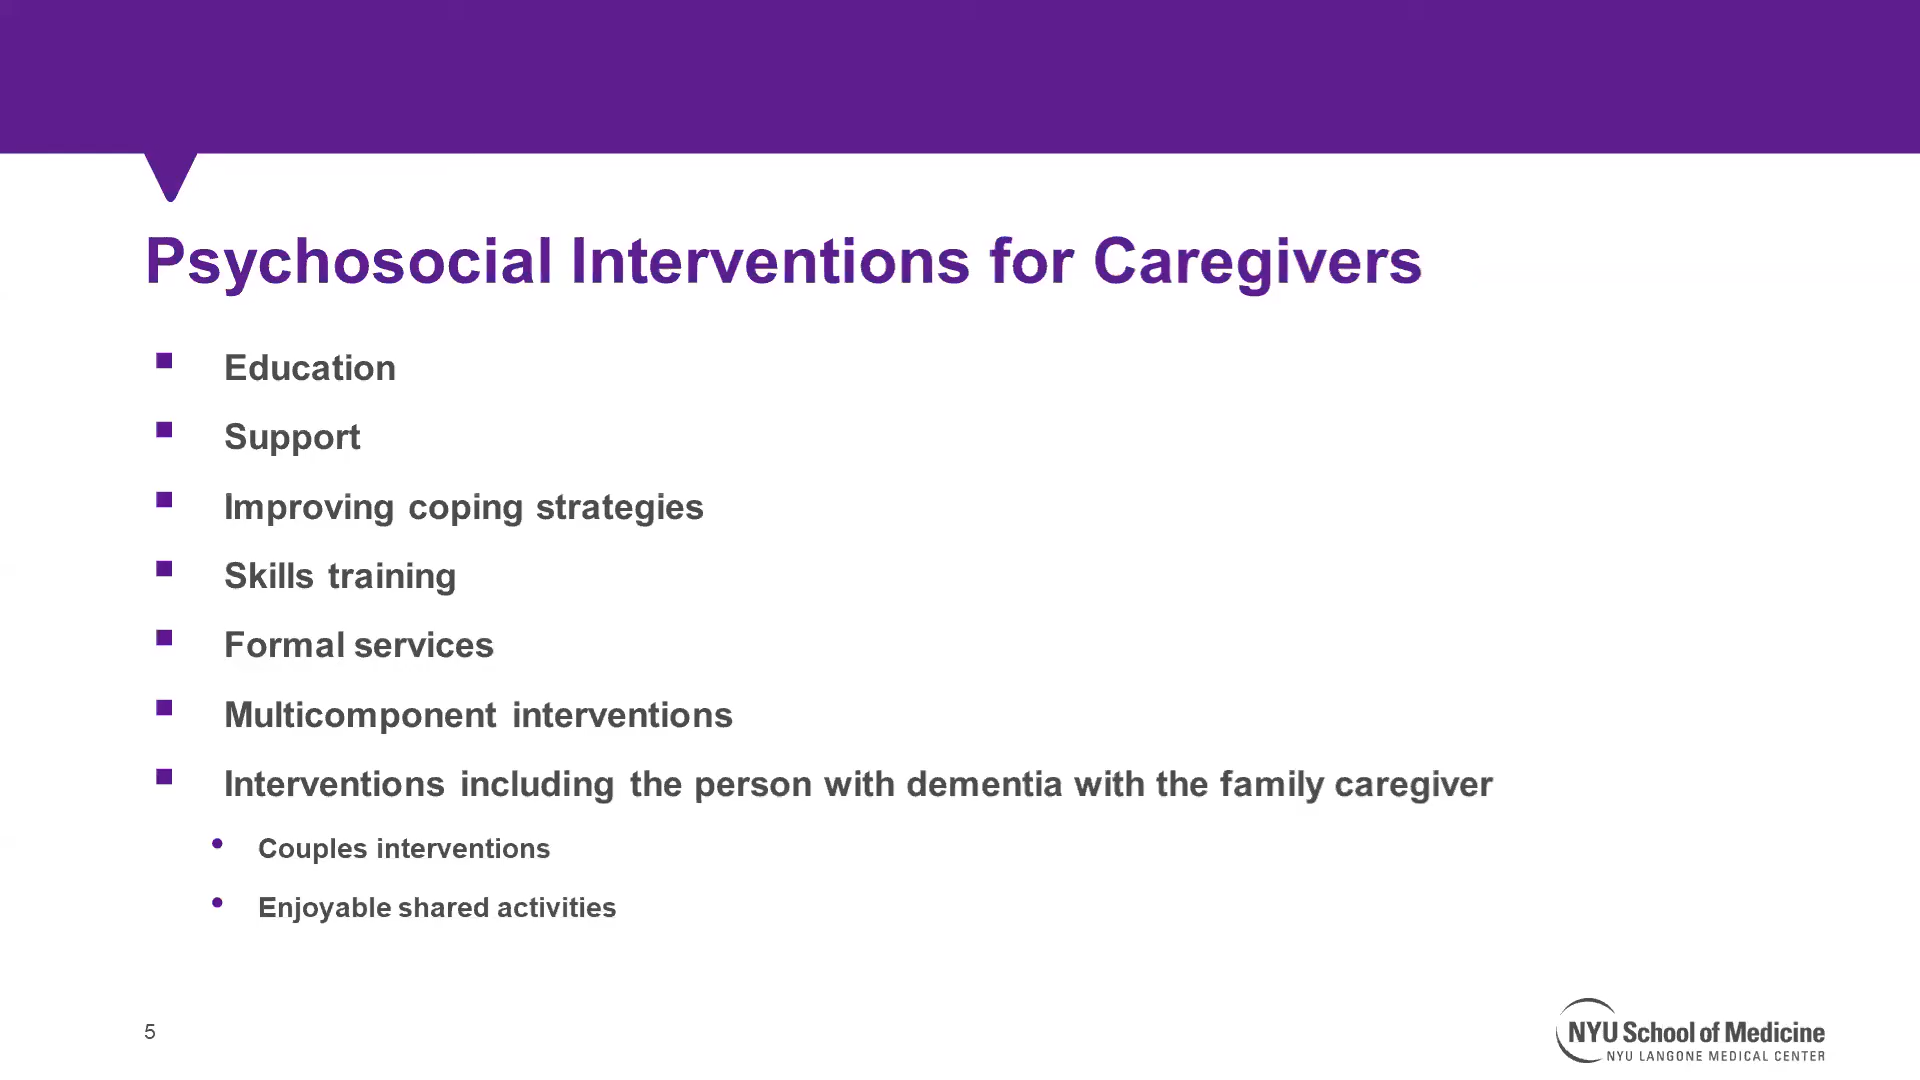 Psychosocial Interventions for Caregivers
Education
Support
Improving coping strategies
Skills training
Formal services
Multicomponent interventions
Interventions including the person with dementia with the family caregiver
Couples interventions
Enjoyable shared activities
5
NYU School of Medicine
NYU LANGONE MEDICAL CENTER